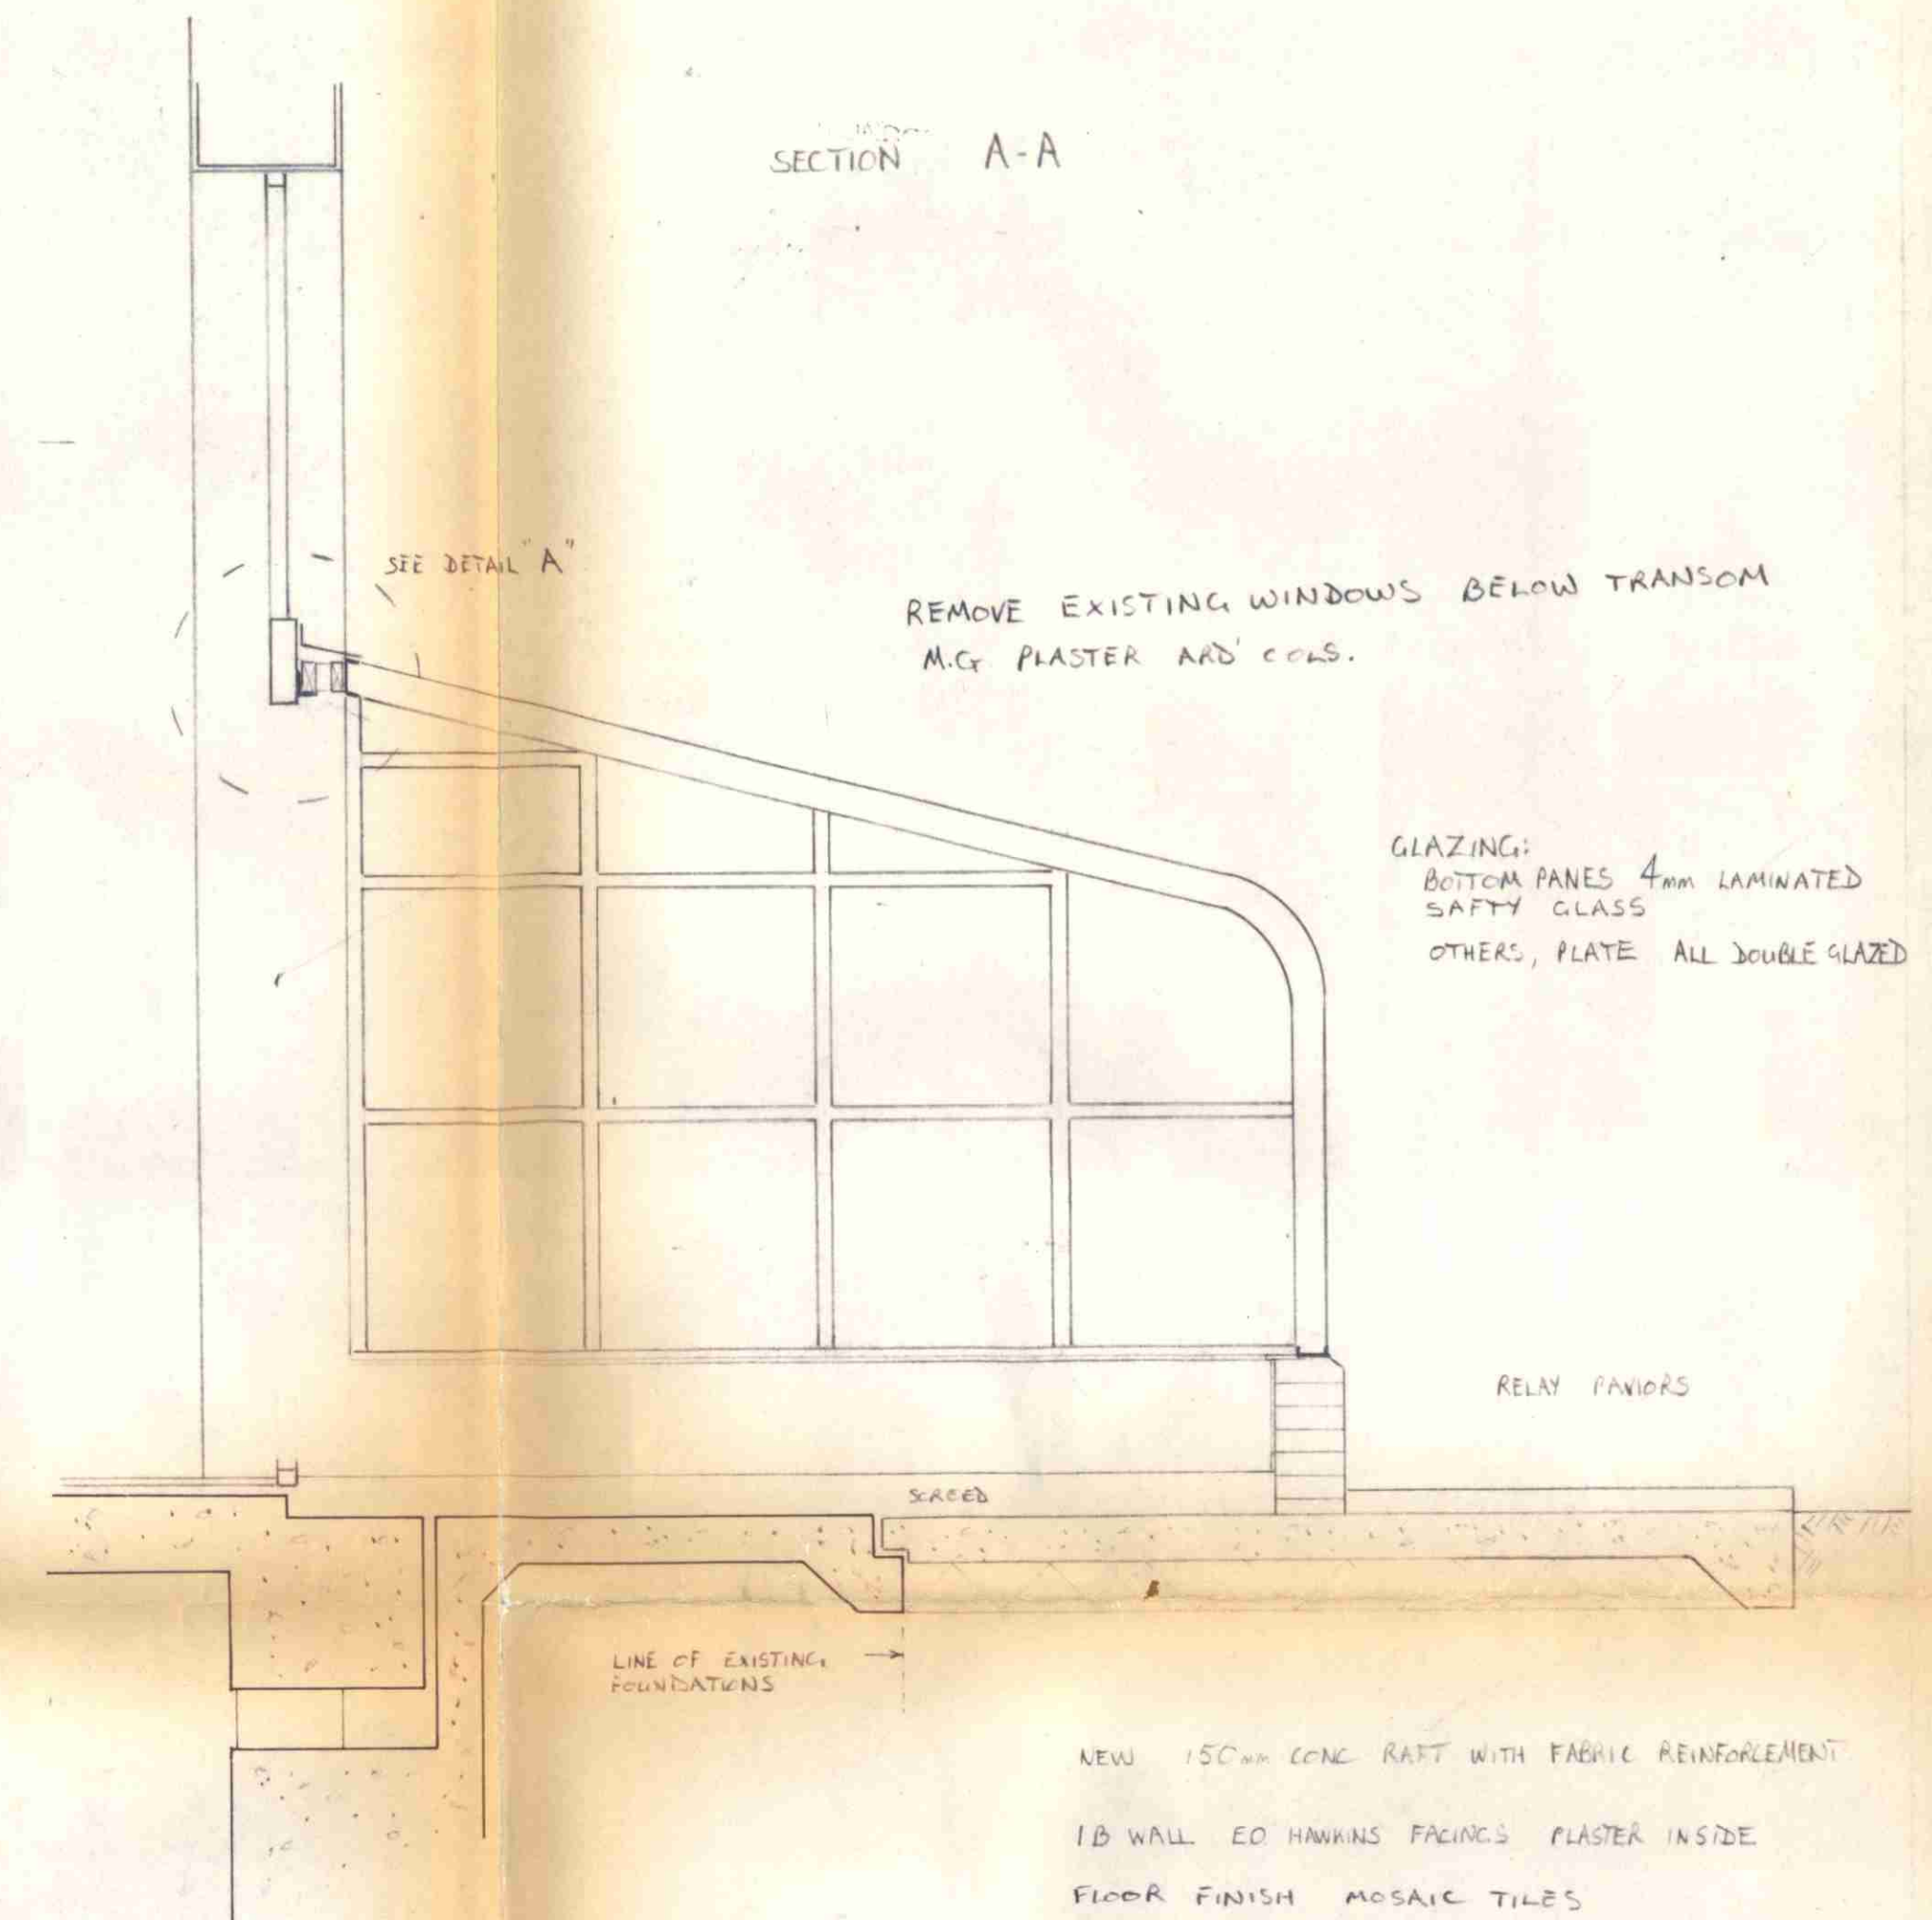 SECTION A-A
SEE DETAIL "A"
REMOVE EXISTING WINDOWS BELOW TRANSOM
M.G PLASTER ARD' COLS.
GLAZING:
BOTTOM PANES 4mm LAMINATED
SAFTY GLASS
OTHERS, PLATE ALL DOUBLE GLAZED
RELAY PAVIORS
SCREED
LINE OF EXISTING
FOUNDATIONS
NEW 150mm CONC RAFT WITH FABRIC REINFORCEMENT
1B WALL EO HAWKINS FACINGS PLASTER INSIDE
FLOOR FINISH MOSAIC TILES